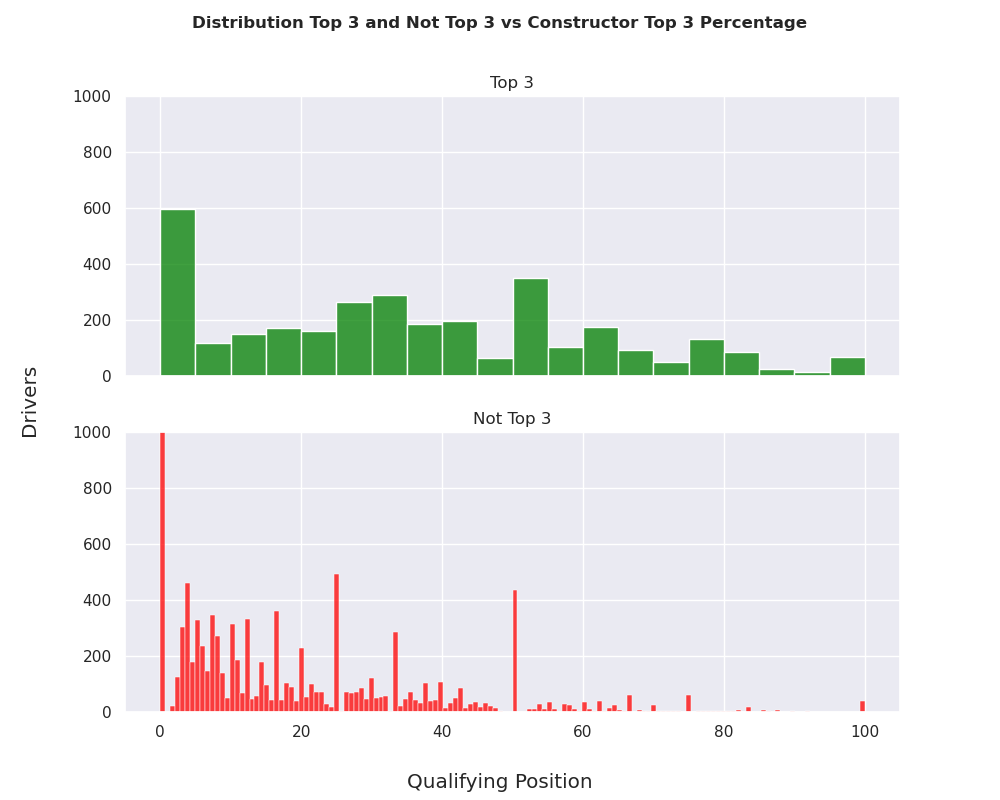 Distribution Top 3 and Not Top 3 vs Constructor Top 3 Percentage
Top 3
1000
800
600
400
200
0
Drivers
Not Top 3
1000
800
600
400
200
0
0 20 40 60 80 100
Qualifying Position